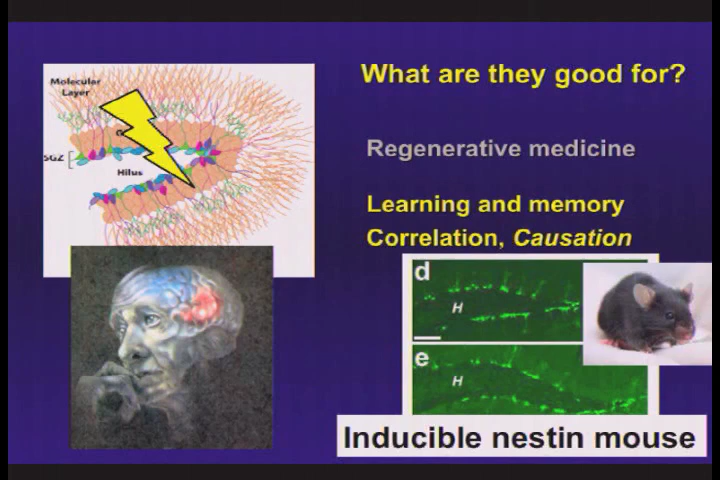 What are they good for?
Molecular
Layer
G
SGZ
Hilus
Regenerative medicine
Learning and memory
Correlation, Causation
d
H
e
H
Inducible nestin mouse